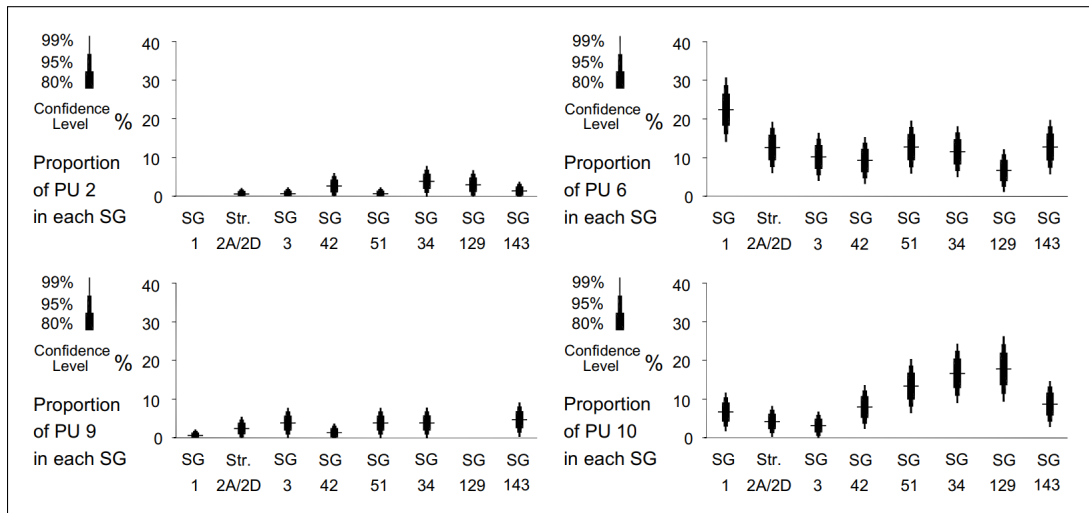 99%
95%
80%
Confidence
Level
%
Proportion
of PU 2
in each SG
40
30
20
10
0
SG Str. SG SG SG SG SG SG
1 2A/2D 3 42 51 34 129 143
99%
95%
80%
Confidence
Level
%
Proportion
of PU 6
in each SG
40
30
20
10
0
SG Str. SG SG SG SG SG SG
1 2A/2D 3 42 51 34 129 143
99%
95%
80%
Confidence
Level
%
Proportion
of PU 9
in each SG
40
30
20
10
0
SG Str. SG SG SG SG SG SG
1 2A/2D 3 42 51 34 129 143
99%
95%
80%
Confidence
Level
%
Proportion
of PU 10
in each SG
40
30
20
10
0
SG Str. SG SG SG SG SG SG
1 2A/2D 3 42 51 34 129 143